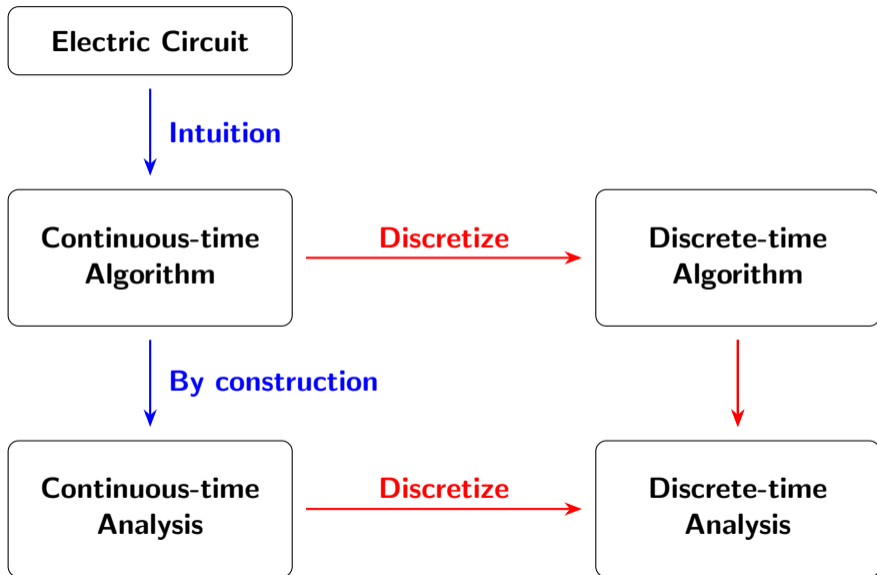 Electric Circuit
Intuition
Continuous-time
Algorithm
Discretize
Discrete-time
Algorithm
By construction
Continuous-time
Analysis
Discretize
Discrete-time
Analysis